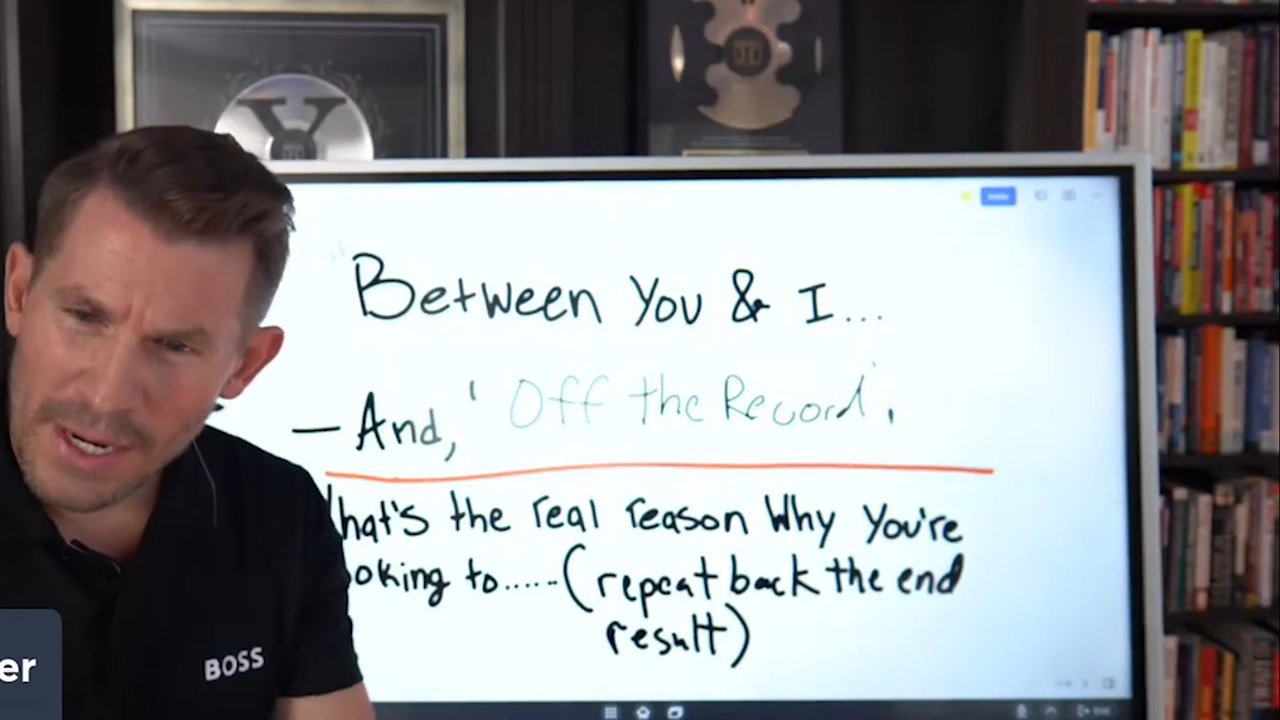 Between You & I...
– And, 'Off the Record',
hat's the real reason Why You're
oking to.....(repeat back the end
result)
BOSS
er